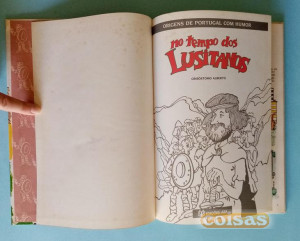 ORIGENS DE PORTUGAL COM HUMOR
no tempo dos
LUSITANOS
coisas